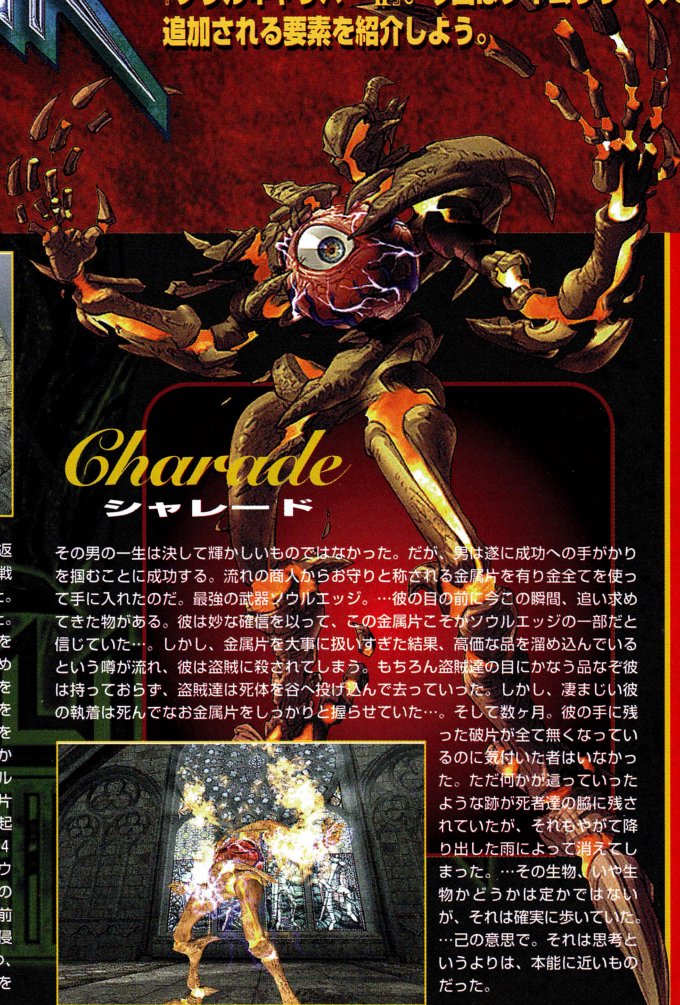 追加される要素を紹介しよう。
Charade
シャレード
その男の一生は決して輝かしいものではなかった。だが、男は遂に成功への手がかり
を掴むことに成功する。流れの商人からお守りと称される金属片を有り金全てを使っ
て手に入れたのだ。最強の武器ソウルエッジ。…彼の目の前に今この瞬間、追い求め
てきた物がある。彼は妙な確信を以って、この金属片こそがソウルエッジの一部だと
信じていた…。しかし、金属片を大事に扱いすぎた結果、高価な品を溜め込んでいる
という噂が流れ、彼は盗賊に殺されてしまう。もちろん盗賊達の目にかなう品なぞ彼
は持っておらず、盗賊達は死体を谷へ投げ込んで去っていった。しかし、凄まじい彼
の執着は死んでなお金属片をしっかりと握らせていた…。そして数ヶ月。彼の手に残
った破片が全て無くなってい
るのに気付いた者はいなかっ
た。ただ何かが這っていった
ような跡が死者達の脇に残さ
れていたが、それもやがて降
り出した雨によって消えてし
まった。…その生物、いや生
物かどうかは定かではない
が、それは確実に歩いていた。
…己の意思で。それは思考と
いうよりは、本能に近いもの
だった。
返
戦
こ。
こ。
を
め
を
を
を
か
ル
片
起
4
ウ
の
前
侵
を